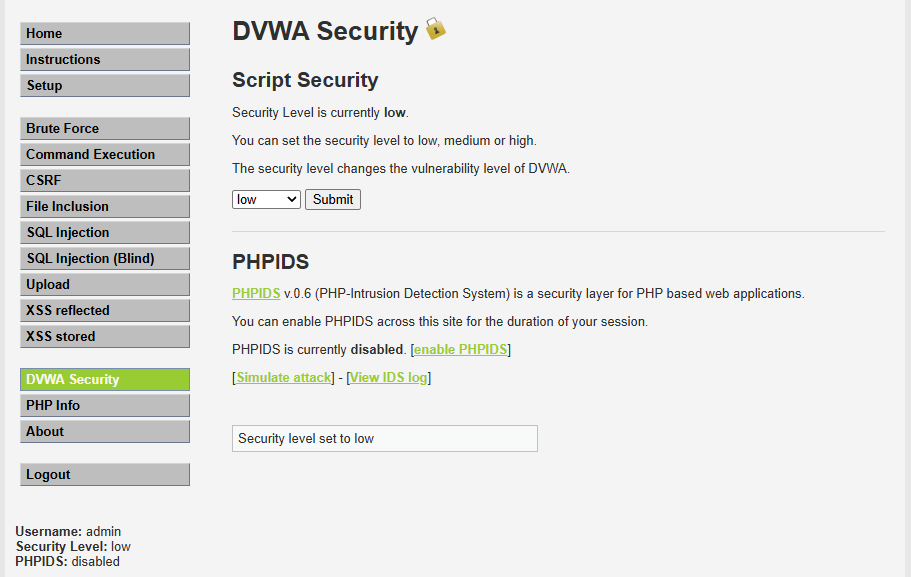 Home
Instructions
Setup
Brute Force
Command Execution
CSRF
File Inclusion
SQL Injection
SQL Injection (Blind)
Upload
XSS reflected
XSS stored
DVWA Security
PHP Info
About
Logout
Username: admin
Security Level: low
PHPIDS: disabled
DVWA Security
Script Security
Security Level is currently low.
You can set the security level to low, medium or high.
The security level changes the vulnerability level of DVWA.
low Submit
PHPIDS
PHPIDS v.0.6 (PHP-Intrusion Detection System) is a security layer for PHP based web applications.
You can enable PHPIDS across this site for the duration of your session.
PHPIDS is currently disabled. [enable PHPIDS]
[Simulate attack] - [View IDS log]
Security level set to low